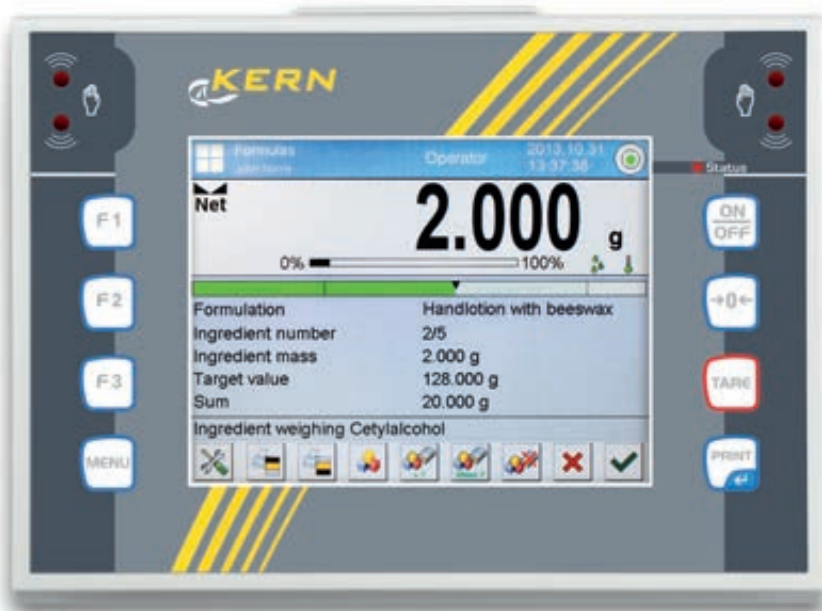 KERN
Formulas
Operator
2013.10.31
13:37:36
Status
Net
2.000 g
0%
100%
Formulation Handlotion with beeswax
Ingredient number 2/5
Ingredient mass 2.000 g
Target value 128.000 g
Sum 20.000 g
Ingredient weighing Cetylalcohol
F1
F2
F3
MENU
ON
OFF
→0←
TARE
PRINT